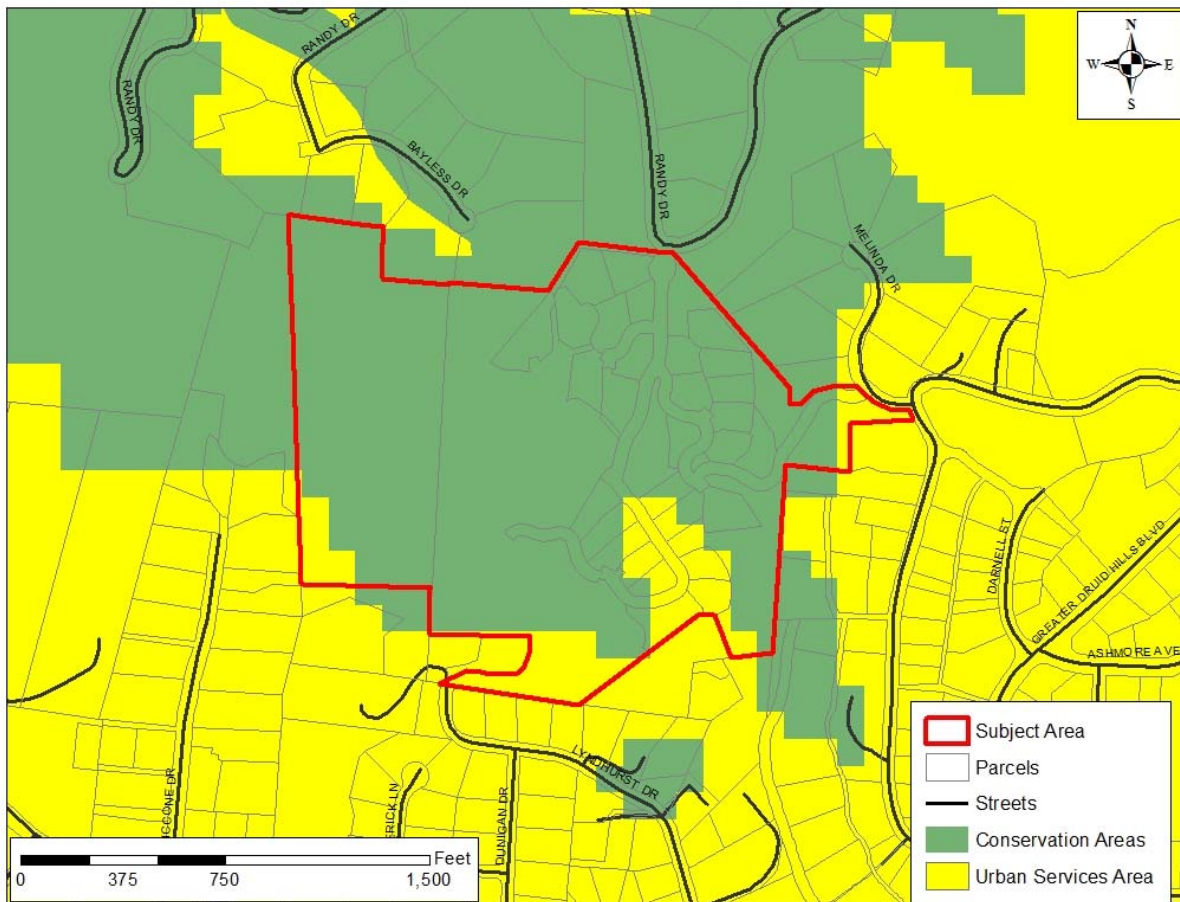 RANDY DR
N
W E
S
RANDY DR
BAYLESS DR
RANDY DR
MELINDA DR
DARNELL ST
GREATER DRUID HILLS BLVD
ASHMORE AVE
LYNDHURST DR
DUNIGAN DR
Subject Area
Parcels
Streets
Conservation Areas
Urban Services Area
Feet
0 375 750 1,500